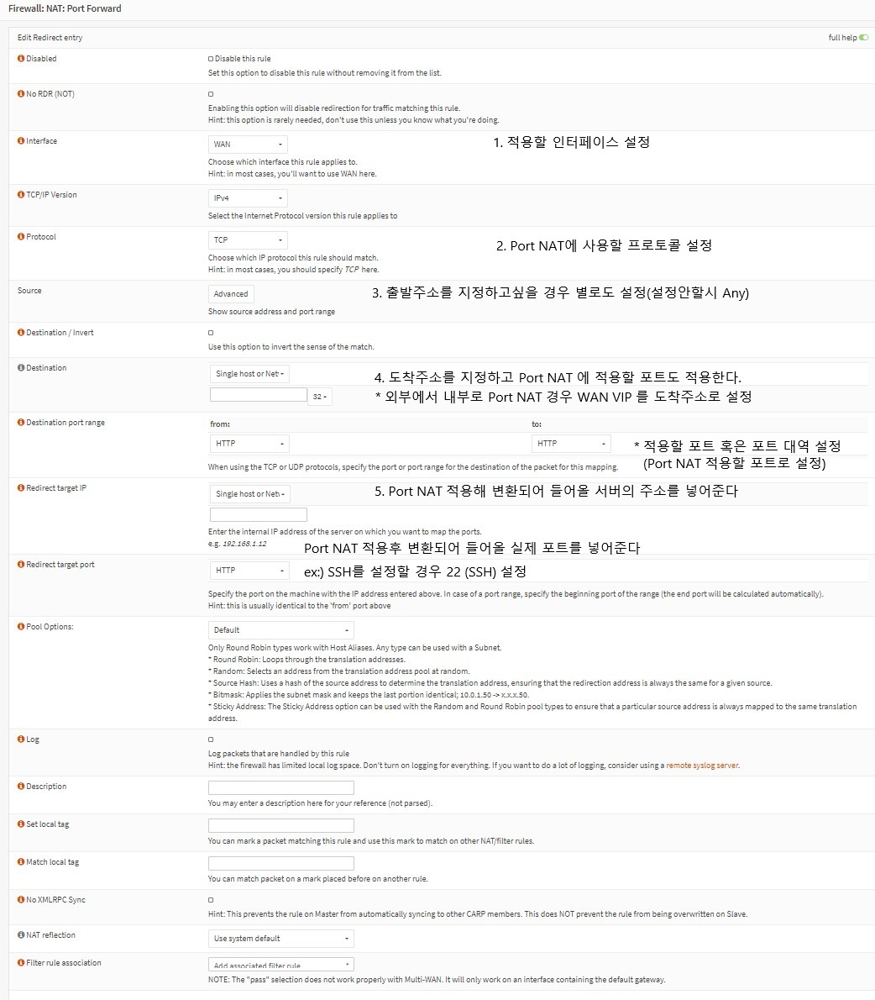 Firewall: NAT: Port Forward
Edit Redirect entry
full help
Disabled
Disable this rule
Set this option to disable this rule without removing it from the list.
No RDR (NOT)
Enabling this option will disable redirection for traffic matching this rule.
Hint: this option is rarely needed, don't use this unless you know what you're doing.
Interface
WAN
1. 적용할 인터페이스 설정
Choose which interface this rule applies to.
Hint: in most cases, you'll want to use WAN here.
TCP/IP Version
IPv4
Select the Internet Protocol version this rule applies to
Protocol
TCP
2. Port NAT에 사용할 프로토콜 설정
Choose which IP protocol this rule should match.
Hint: in most cases, you should specify TCP here.
Source
Advanced
3. 출발주소를 지정하고싶을 경우 별로도 설정(설정안할시 Any)
Show source address and port range
Destination / Invert
Use this option to invert the sense of the match.
Destination
Single host or Net
4. 도착주소를 지정하고 Port NAT 에 적용할 포트도 적용한다.
32
* 외부에서 내부로 Port NAT 경우 WAN VIP 를 도착주소로 설정
Destination port range
from:
to:
HTTP
HTTP
* 적용할 포트 혹은 포트 대역 설정
(Port NAT 적용할 포트로 설정)
When using the TCP or UDP protocols, specify the port or port range for the destination of the packet for this mapping.
Redirect target IP
Single host or Net
5. Port NAT 적용해 변환되어 들어올 서버의 주소를 넣어준다
Enter the internal IP address of the server on which you want to map the ports.
e.g. 192.168.1.12
Port NAT 적용후 변환되어 들어올 실제 포트를 넣어준다
Redirect target port
HTTP
ex:) SSH를 설정할 경우 22 (SSH) 설정
Specify the port on the machine with the IP address entered above. In case of a port range, specify the beginning port of the range (the end port will be calculated automatically).
Hint: this is usually identical to the 'from' port above
Pool Options:
Default
Only Round Robin types work with Host Aliases. Any type can be used with a Subnet.
* Round Robin: Loops through the translation addresses.
* Random: Selects an address from the translation address pool at random.
* Source Hash: Uses a hash of the source address to determine the translation address, ensuring that the redirection address is always the same for a given source.
* Bitmask: Applies the subnet mask and keeps the last portion identical; 10.0.1.50 -> x.x.x.50.
* Sticky Address: The Sticky Address option can be used with the Random and Round Robin pool types to ensure that a particular source address is always mapped to the same translation
address.
Log
Log packets that are handled by this rule
Hint: the firewall has limited local log space. Don't turn on logging for everything. If you want to do a lot of logging, consider using a remote syslog server.
Description
You may enter a description here for your reference (not parsed).
Set local tag
You can mark a packet matching this rule and use this mark to match on other NAT/filter rules.
Match local tag
You can match packet on a mark placed before on another rule.
No XMLRPC Sync
Hint: This prevents the rule on Master from automatically syncing to other CARP members. This does NOT prevent the rule from being overwritten on Slave.
NAT reflection
Use system default
Filter rule association
Add associated filter rule
NOTE: The "pass" selection does not work properly with Multi-WAN. It will only work on an interface containing the default gateway.